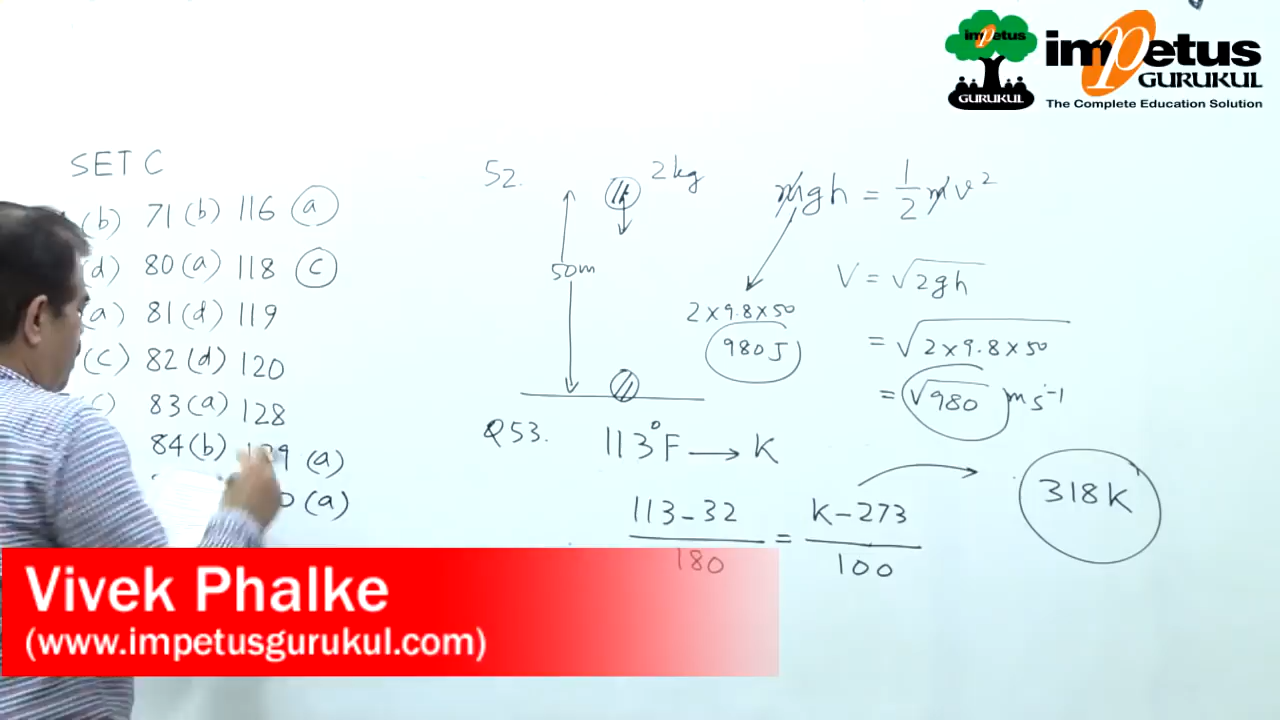 impetus
GURUKUL
impetus
GURUKUL
The Complete Education Solution
SET C
(b) 71 (b) 116 (a)
(d) 80 (a) 118 (c)
(a) 81 (d) 119
(c) 82 (d) 120
83 (a) 128
84 (b) (a)
(a)
52.
2 kg
50m
mgh = 1/2 mv²
2 x 9.8 x 50
980 J
V = √2gh
= √2 x 9.8 x 50
= √980 ms⁻¹
Q53. 113°F → K
113 - 32 / 180 = K - 273 / 100
318 K
Vivek Phalke
(www.impetusgurukul.com)